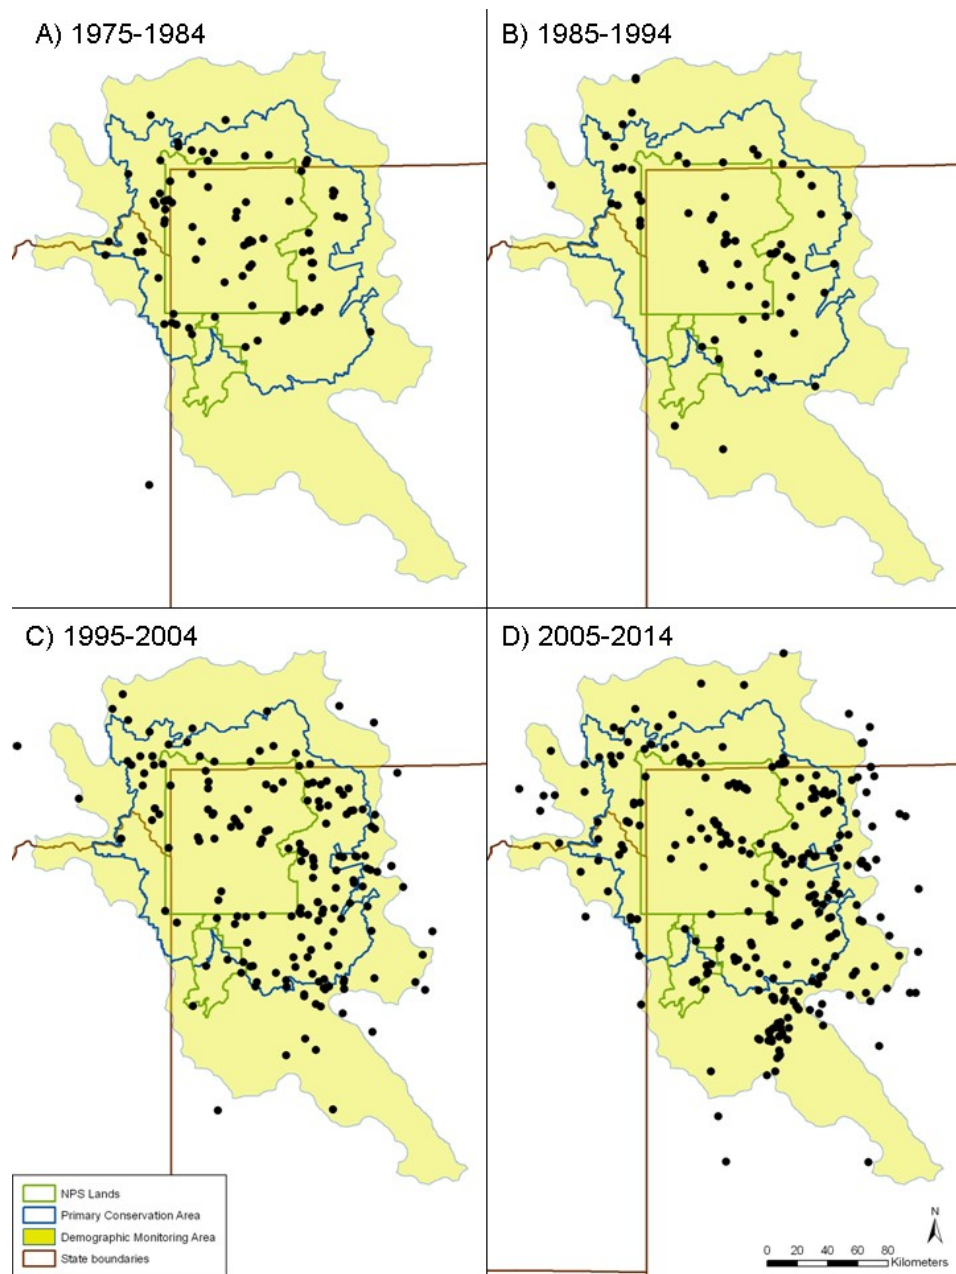 A) 1975-1984
B) 1985-1994
C) 1995-2004
D) 2005-2014
NPS Lands
Primary Conservation Area
Demographic Monitoring Area
State boundaries
N
0 20 40 60 80
Kilometers